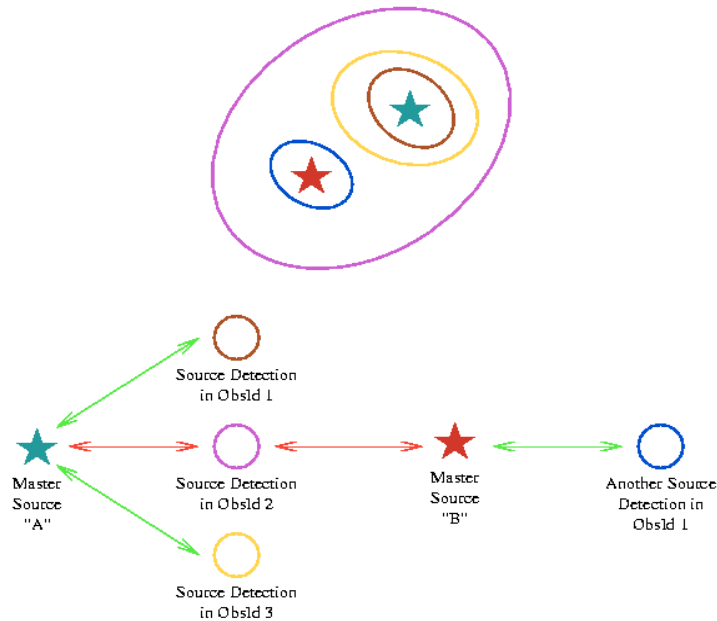 Source Detection
in ObsId 1
Master
Source
"A"
Source Detection
in ObsId 2
Master
Source
"B"
Another Source
Detection in
ObsId 1
Source Detection
in ObsId 3